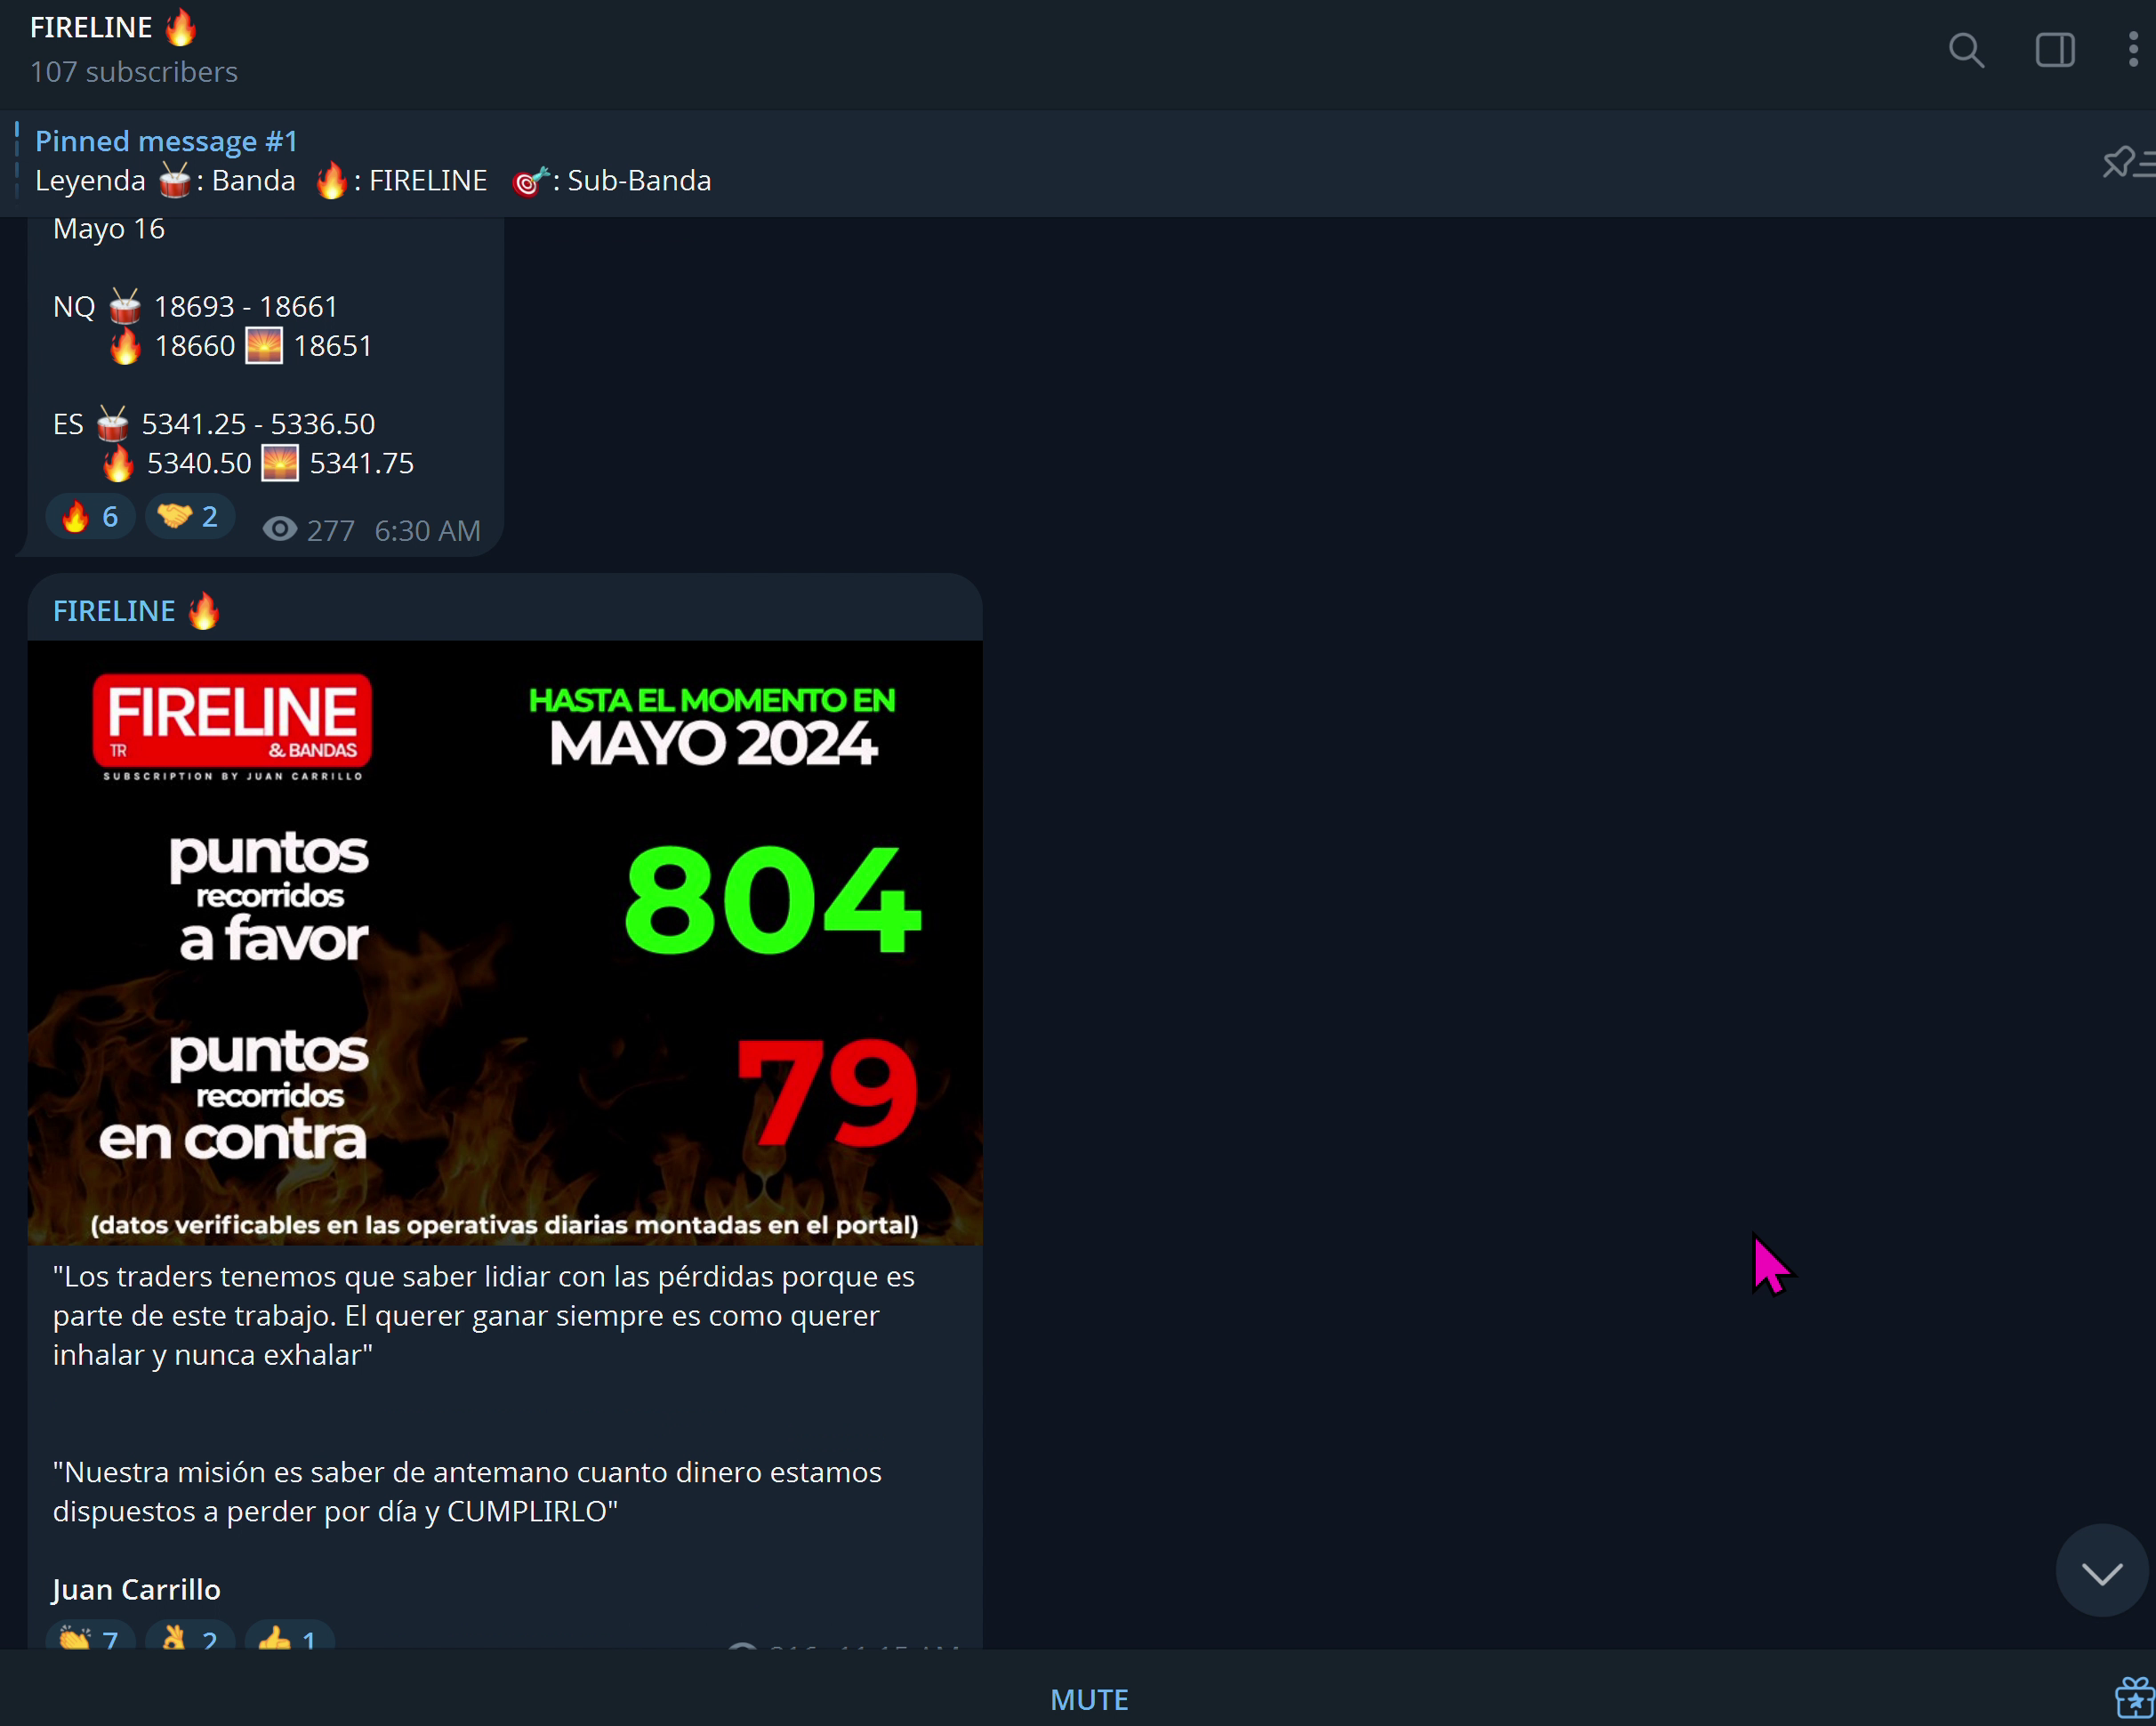 FIRELINE 🔥
107 subscribers
Pinned message #1
Leyenda 🥁: Banda 🔥: FIRELINE 🎯: Sub-Banda
Mayo 16
NQ 🥁 18693 - 18661
🔥 18660 🌅 18651
ES 🥁 5341.25 - 5336.50
🔥 5340.50 🌅 5341.75
🔥 6 🤝 2 277 6:30 AM
FIRELINE 🔥
FIRELINE
TR & BANDAS
SUBSCRIPTION BY JUAN CARRILLO
HASTA EL MOMENTO EN
MAYO 2024
puntos
recorridos
a favor
804
puntos
recorridos
en contra
79
(datos verificables en las operativas diarias montadas en el portal)
"Los traders tenemos que saber lidiar con las pérdidas porque es
parte de este trabajo. El querer ganar siempre es como querer
inhalar y nunca exhalar"
"Nuestra misión es saber de antemano cuanto dinero estamos
dispuestos a perder por día y CUMPLIRLO"
Juan Carrillo
👏 7 👌 2 👍 1
MUTE